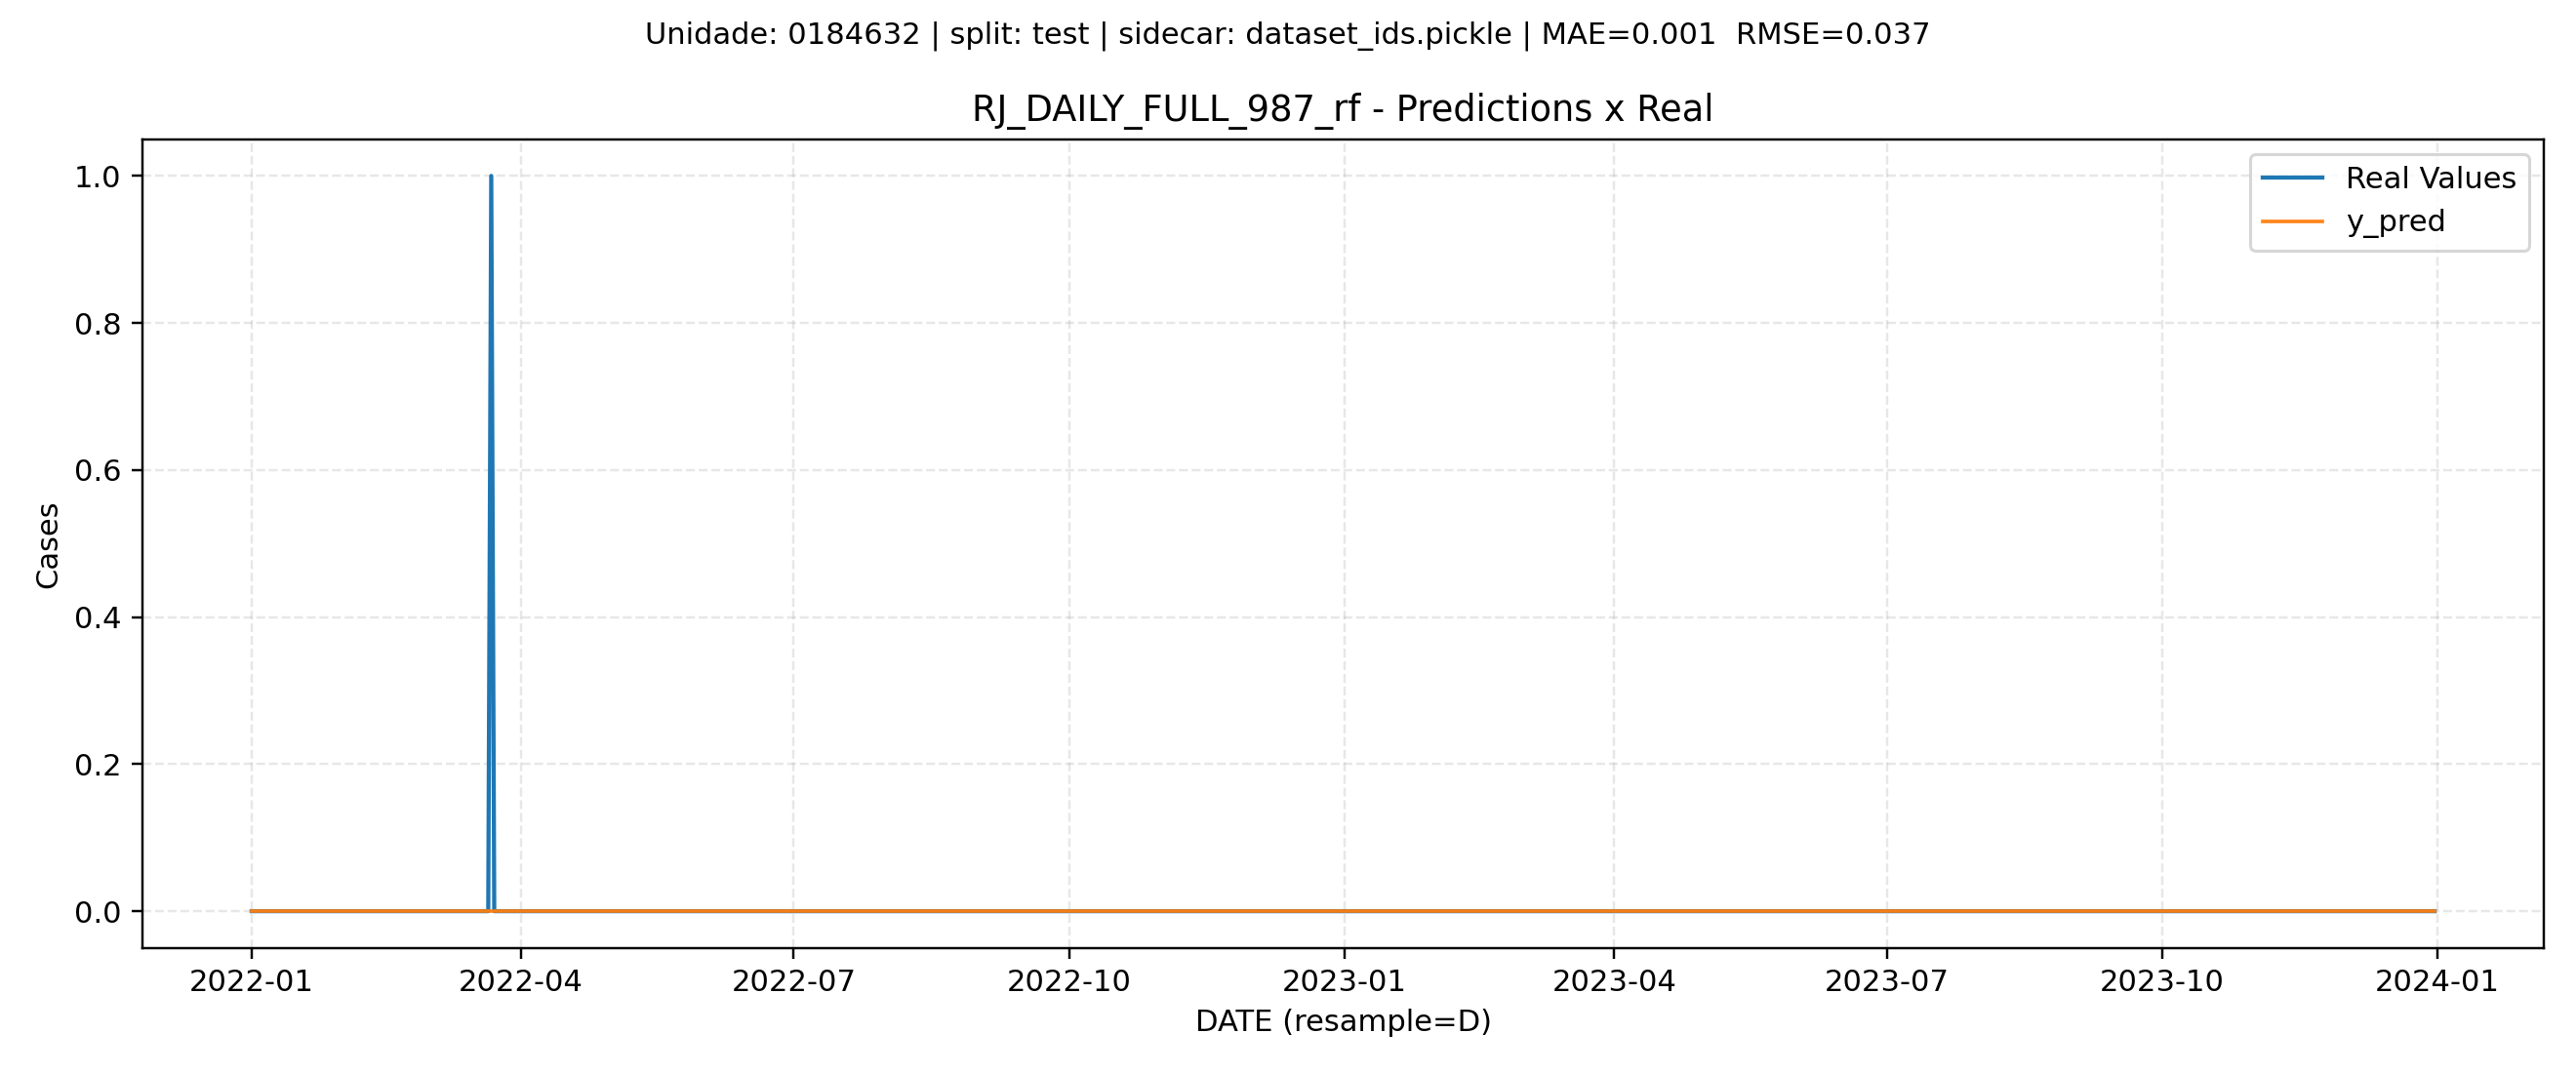 Unidade: 0184632 | split: test | sidecar: dataset_ids.pickle | MAE=0.001  RMSE=0.037
RJ_DAILY_FULL_987_rf - Predictions x Real
Real Values
y_pred
1.0
0.8
0.6
0.4
0.2
0.0
Cases
2022-01 2022-04 2022-07 2022-10 2023-01 2023-04 2023-07 2023-10 2024-01
DATE (resample=D)